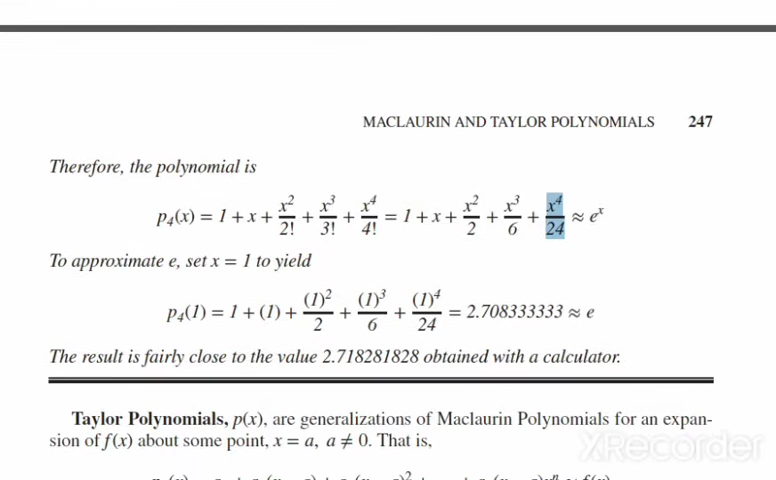 MACLAURIN AND TAYLOR POLYNOMIALS 247
Therefore, the polynomial is
p₄(x) = 1 + x + x²/2! + x³/3! + x⁴/4! = 1 + x + x²/2 + x³/6 + x⁴/24 ≈ eˣ
To approximate e, set x = 1 to yield
p₄(1) = 1 + (1) + (1)²/2 + (1)³/6 + (1)⁴/24 = 2.708333333 ≈ e
The result is fairly close to the value 2.718281828 obtained with a calculator.
Taylor Polynomials, p(x), are generalizations of Maclaurin Polynomials for an expan-
sion of f(x) about some point, x = a, a ≠ 0. That is,
XRecorder